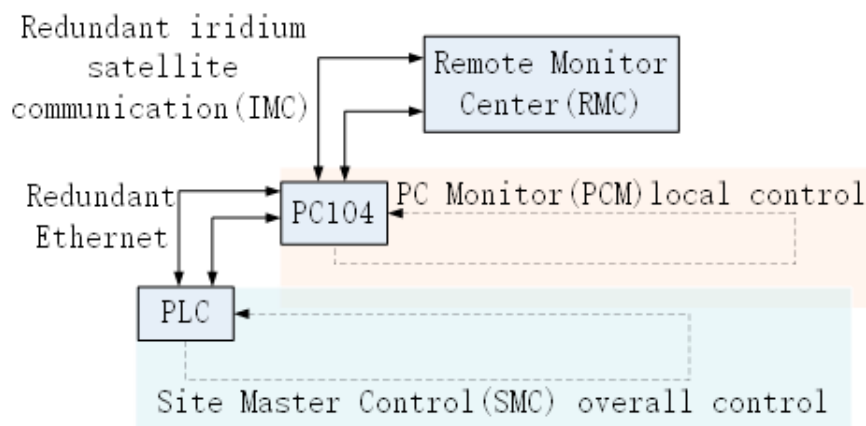 Redundant iridium
satellite
communication(IMC)
Remote Monitor
Center(RMC)
Redundant
Ethernet
PC104
PC Monitor(PCM)local control
PLC
Site Master Control(SMC) overall control